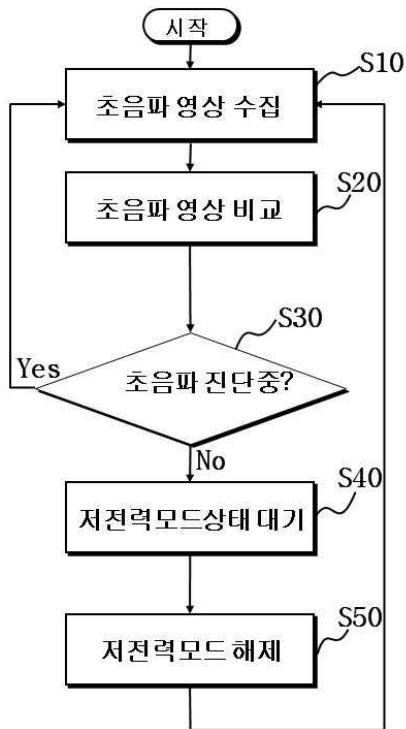 시작
S10
초음파 영상 수집
S20
초음파 영상 비교
S30
Yes
초음파 진단중?
No
S40
저전력모드상태 대기
S50
저전력모드 해제